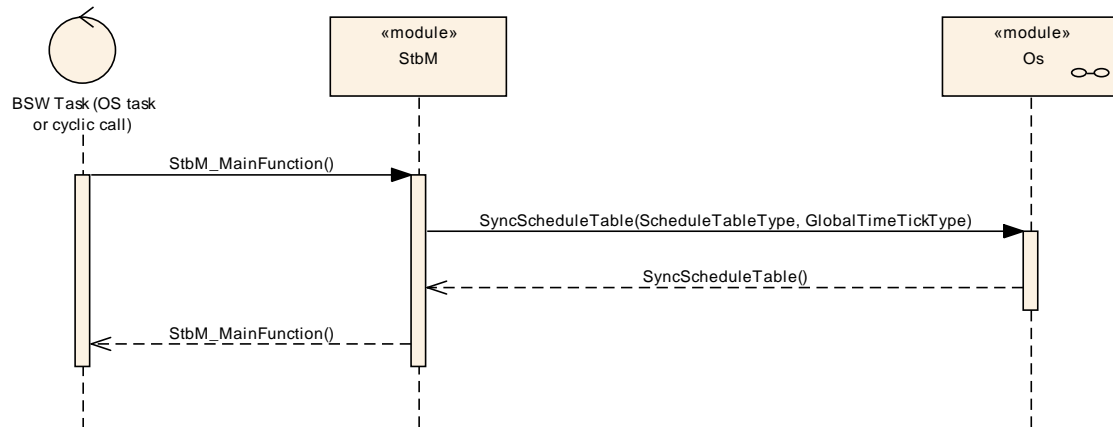 «module»
StbM
«module»
Os
BSW Task (OS task
or cyclic call)
StbM_MainFunction()
SyncScheduleTable(ScheduleTableType, GlobalTimeTickType)
SyncScheduleTable()
StbM_MainFunction()